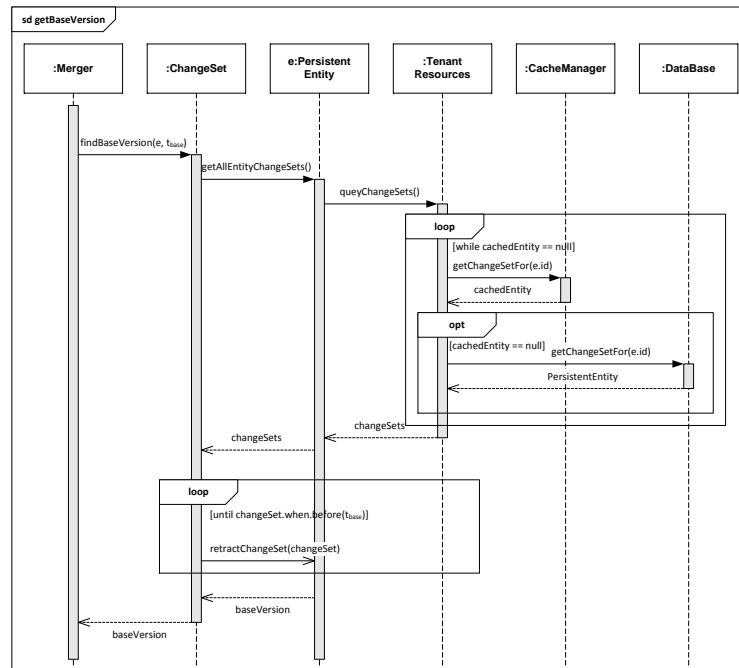 sd getBaseVersion
:Merger
:ChangeSet
e:Persistent
Entity
:Tenant
Resources
:CacheManager
:DataBase
findBaseVersion(e, tbase)
getAllEntityChangeSets()
queyChangeSets()
loop
[while cachedEntity == null]
getChangeSetFor(e.id)
cachedEntity
opt
[cachedEntity == null]
getChangeSetFor(e.id)
PersistentEntity
changeSets
changeSets
loop
[until changeSet.when.before(tbase)]
retractChangeSet(changeSet)
baseVersion
baseVersion